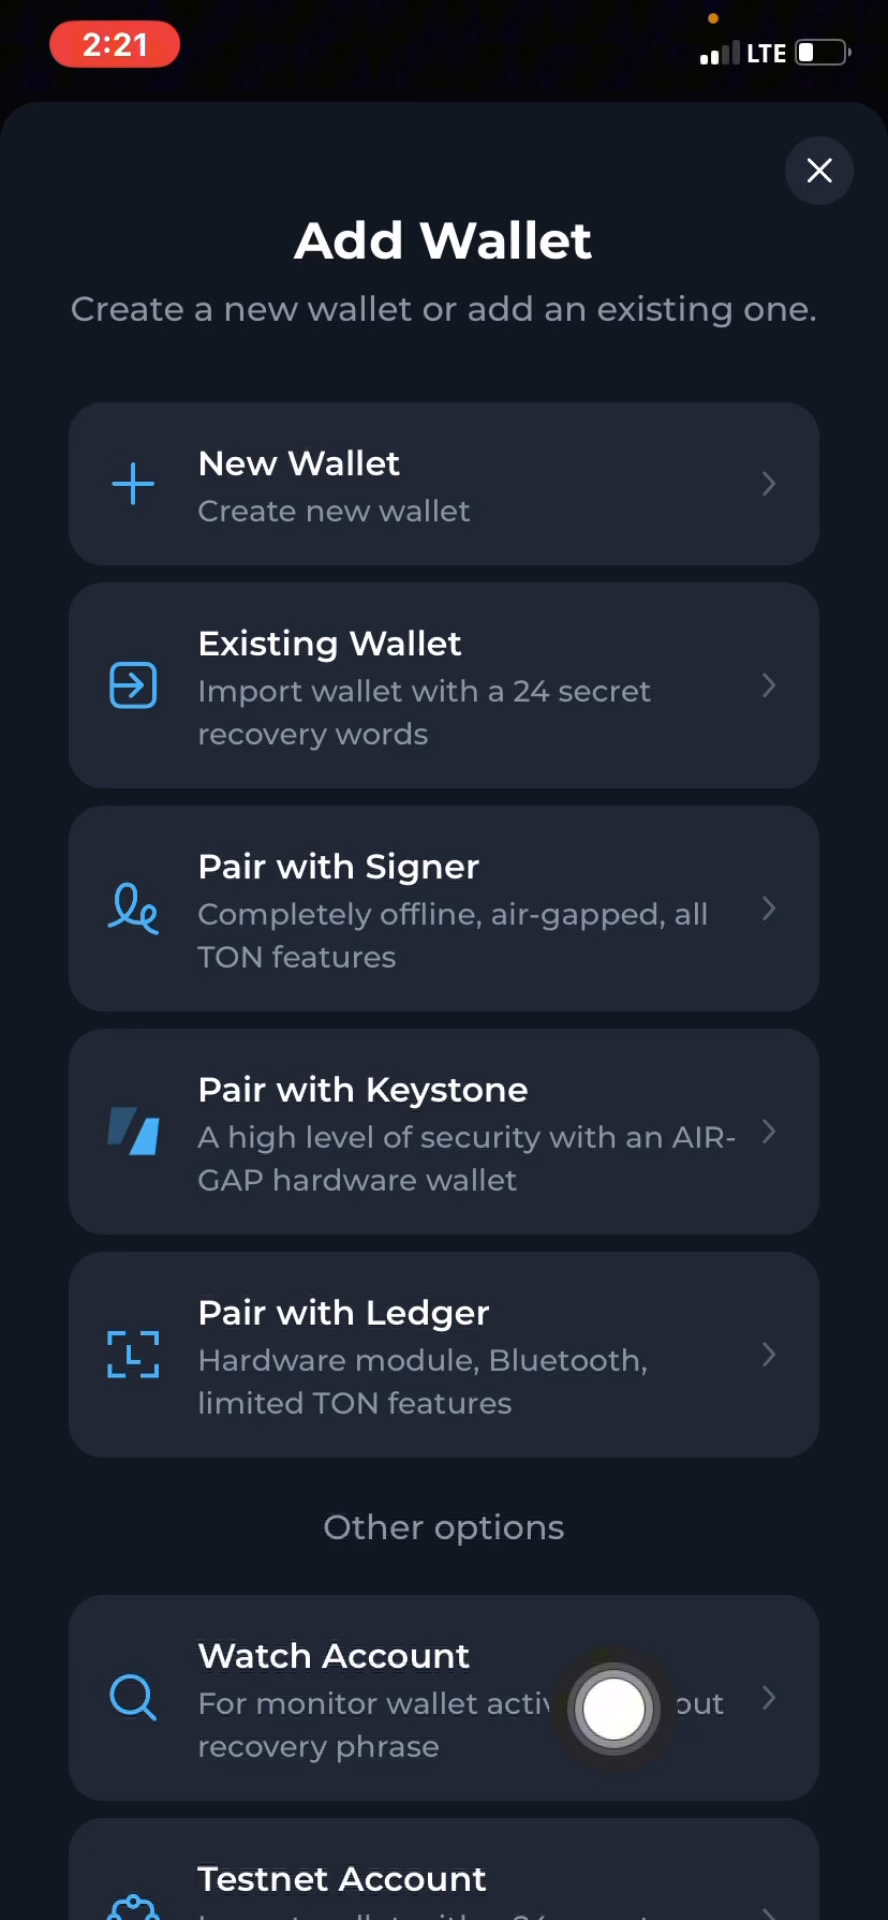 2:21
LTE
Add Wallet
Create a new wallet or add an existing one.
New Wallet
Create new wallet
Existing Wallet
Import wallet with a 24 secret
recovery words
Pair with Signer
Completely offline, air-gapped, all
TON features
Pair with Keystone
A high level of security with an AIR-
GAP hardware wallet
Pair with Ledger
Hardware module, Bluetooth,
limited TON features
Other options
Watch Account
For monitor wallet
recovery phrase
Testnet Account